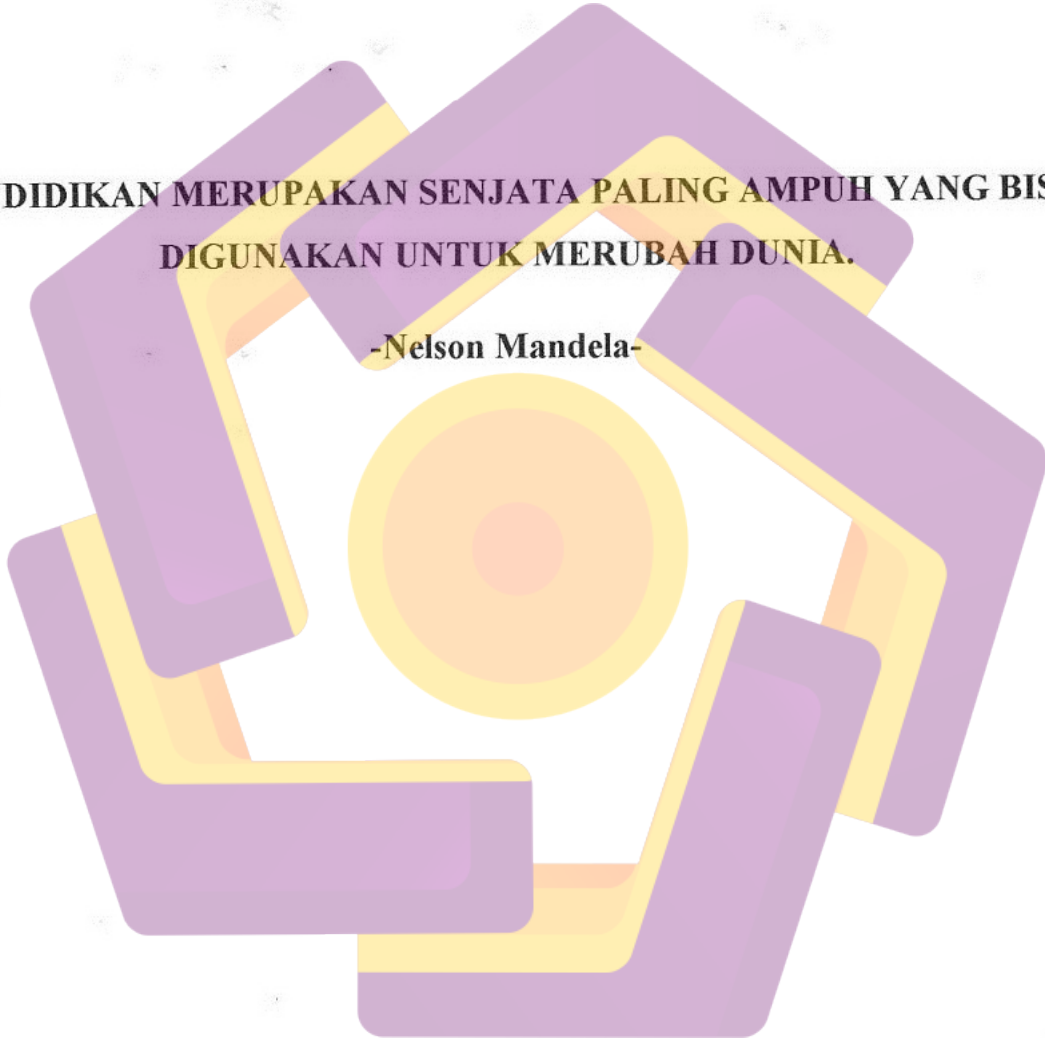 DIDIKAN MERUPAKAN SENJATA PALING AMPUH YANG BIS
DIGUNAKAN UNTUK MERUBAH DUNIA.
-Nelson Mandela-